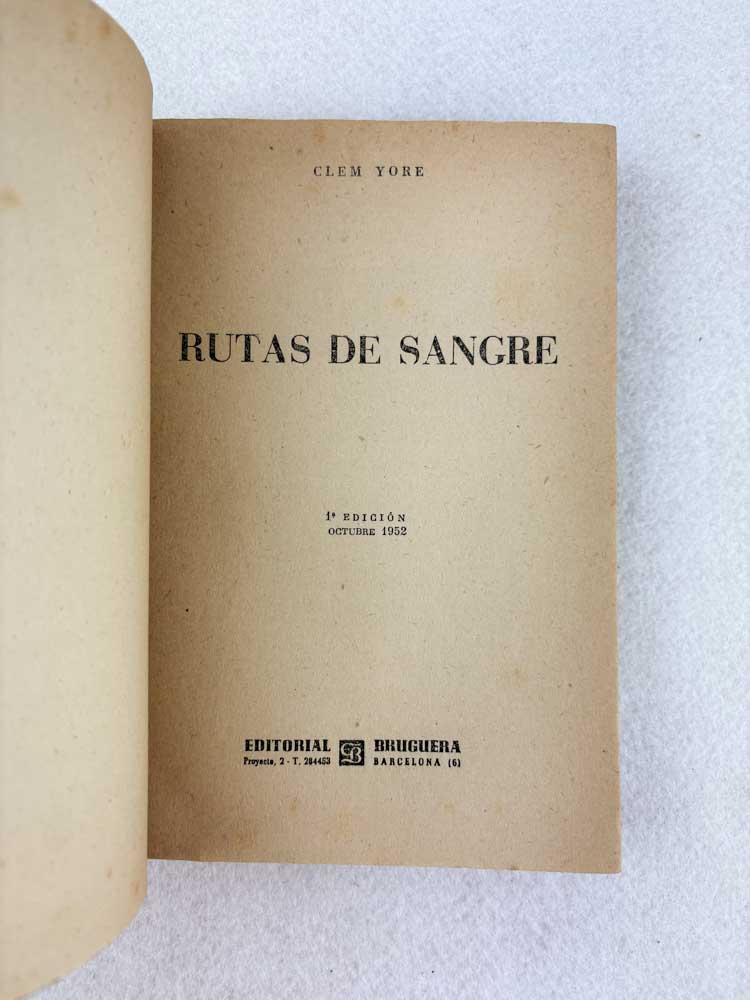 CLEM YORE
RUTAS DE SANGRE
1ª EDICIÓN
OCTUBRE 1952
EDITORIAL B BRUGUERA
Proyecto, 2 - T. 284453 BARCELONA (6)